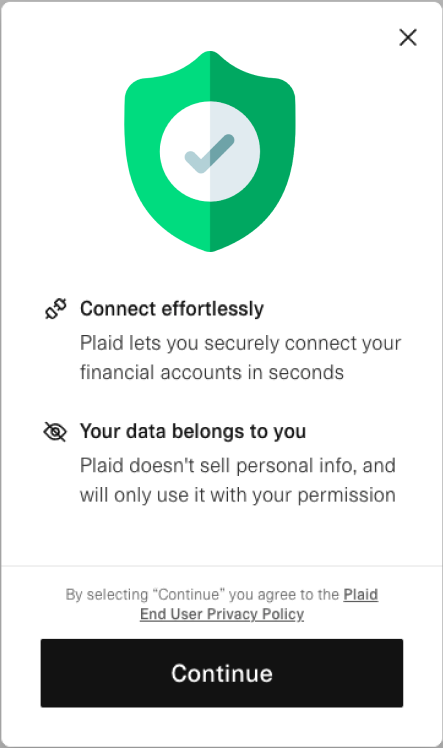 Connect effortlessly
Plaid lets you securely connect your
financial accounts in seconds
Your data belongs to you
Plaid doesn't sell personal info, and
will only use it with your permission
By selecting “Continue” you agree to the Plaid
End User Privacy Policy
Continue